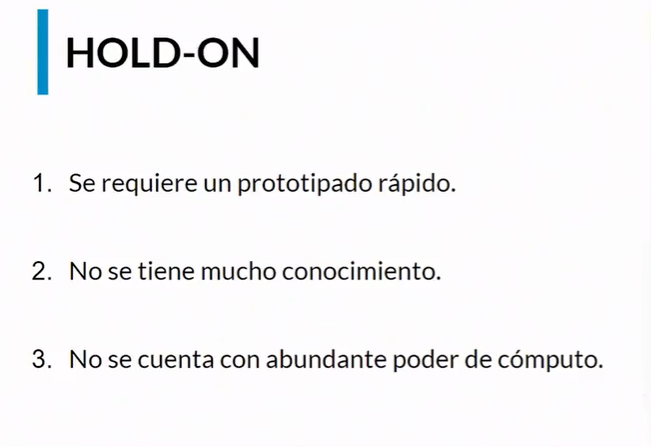 HOLD-ON
1. Se requiere un prototipado rápido.
2. No se tiene mucho conocimiento.
3. No se cuenta con abundante poder de cómputo.